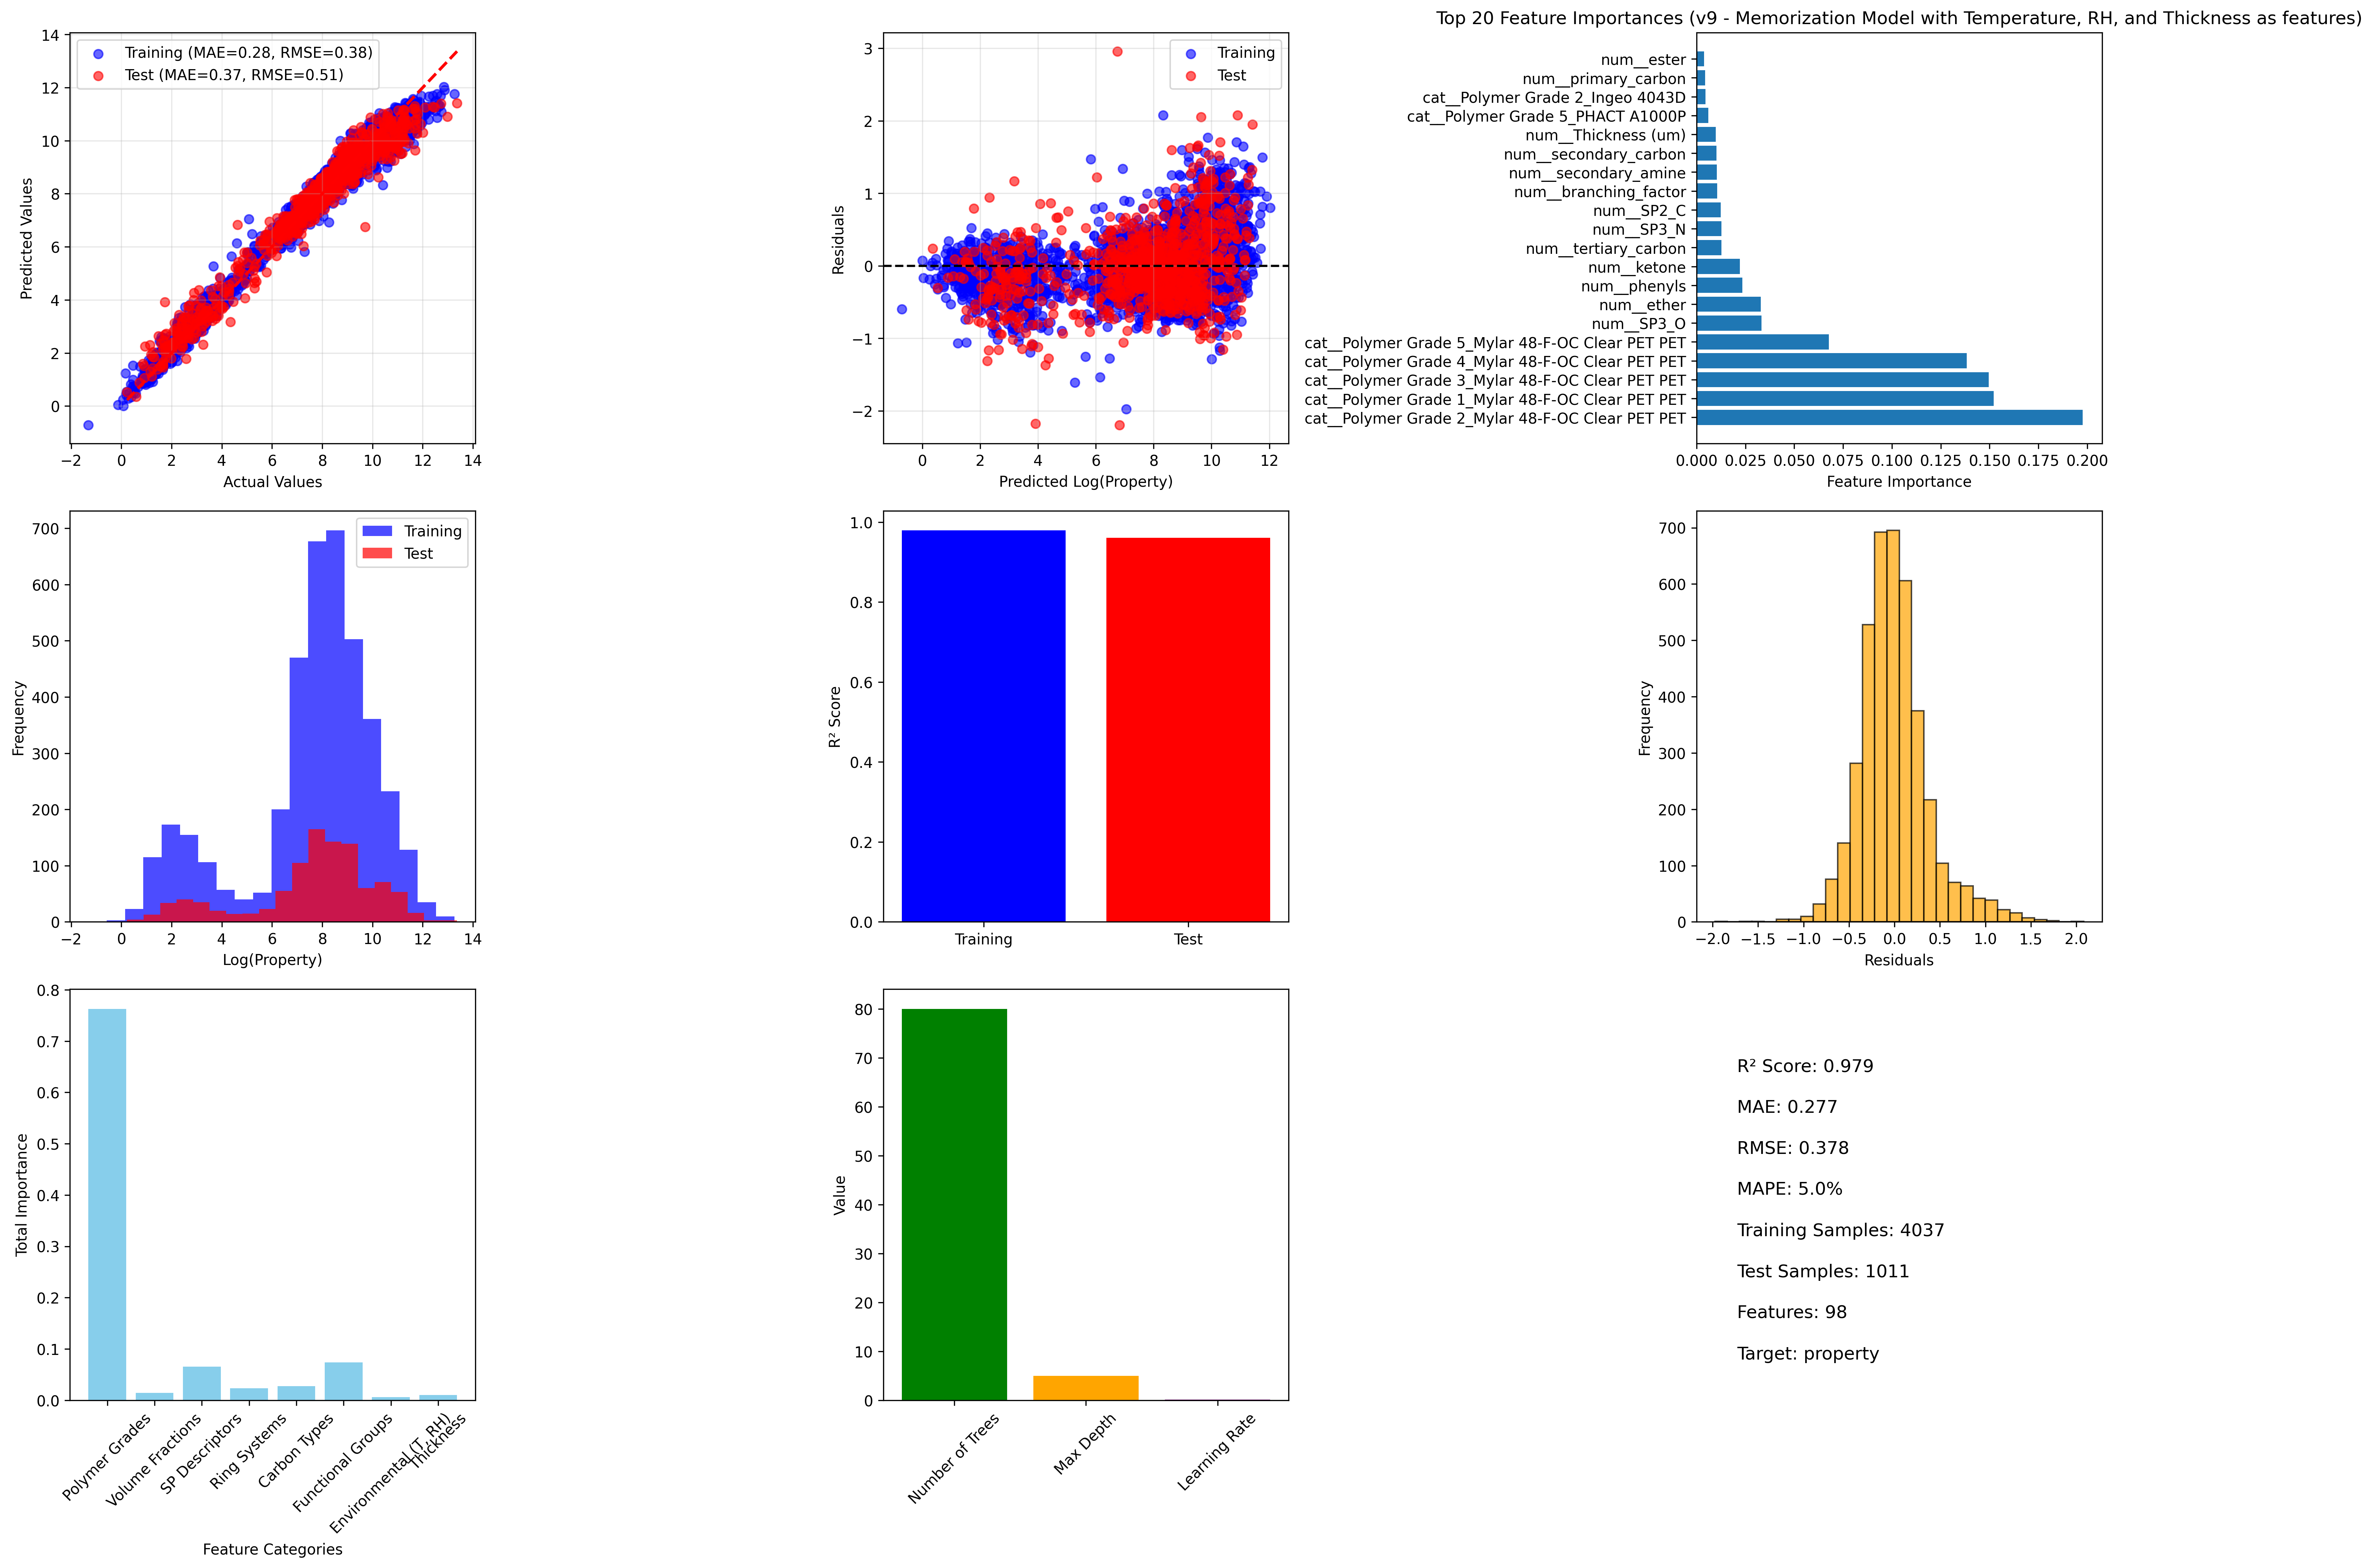 Top 20 Feature Importances (v9 - Memorization Model with Temperature, RH, and Thickness as features)
Training (MAE=0.28, RMSE=0.38)
Test (MAE=0.37, RMSE=0.51)
Predicted Values
14
12
10
8
6
4
2
0
−2 0 2 4 6 8 10 12 14
Actual Values
Training
Test
Residuals
3
2
1
0
−1
−2
0 2 4 6 8 10 12
Predicted Log(Property)
num__ester
num__primary_carbon
cat__Polymer Grade 2_Ingeo 4043D
cat__Polymer Grade 5_PHACT A1000P
num__Thickness (um)
num__secondary_carbon
num__secondary_amine
num__branching_factor
num__SP2_C
num__SP3_N
num__tertiary_carbon
num__ketone
num__phenyls
num__ether
num__SP3_O
cat__Polymer Grade 5_Mylar 48-F-OC Clear PET PET
cat__Polymer Grade 4_Mylar 48-F-OC Clear PET PET
cat__Polymer Grade 3_Mylar 48-F-OC Clear PET PET
cat__Polymer Grade 1_Mylar 48-F-OC Clear PET PET
cat__Polymer Grade 2_Mylar 48-F-OC Clear PET PET
0.000 0.025 0.050 0.075 0.100 0.125 0.150 0.175 0.200
Feature Importance
Training
Test
Frequency
700
600
500
400
300
200
100
0
−2 0 2 4 6 8 10 12 14
Log(Property)
R² Score
1.0
0.8
0.6
0.4
0.2
0.0
Training Test
Frequency
700
600
500
400
300
200
100
0
−2.0 −1.5 −1.0 −0.5 0.0 0.5 1.0 1.5 2.0
Residuals
Total Importance
0.8
0.7
0.6
0.5
0.4
0.3
0.2
0.1
0.0
Polymer Grades
Volume Fractions
SP Descriptors
Ring Systems
Carbon Types
Functional Groups
Environmental (T, RH)
Thickness
Feature Categories
Value
80
70
60
50
40
30
20
10
0
Number of Trees
Max Depth
Learning Rate
R² Score: 0.979
MAE: 0.277
RMSE: 0.378
MAPE: 5.0%
Training Samples: 4037
Test Samples: 1011
Features: 98
Target: property